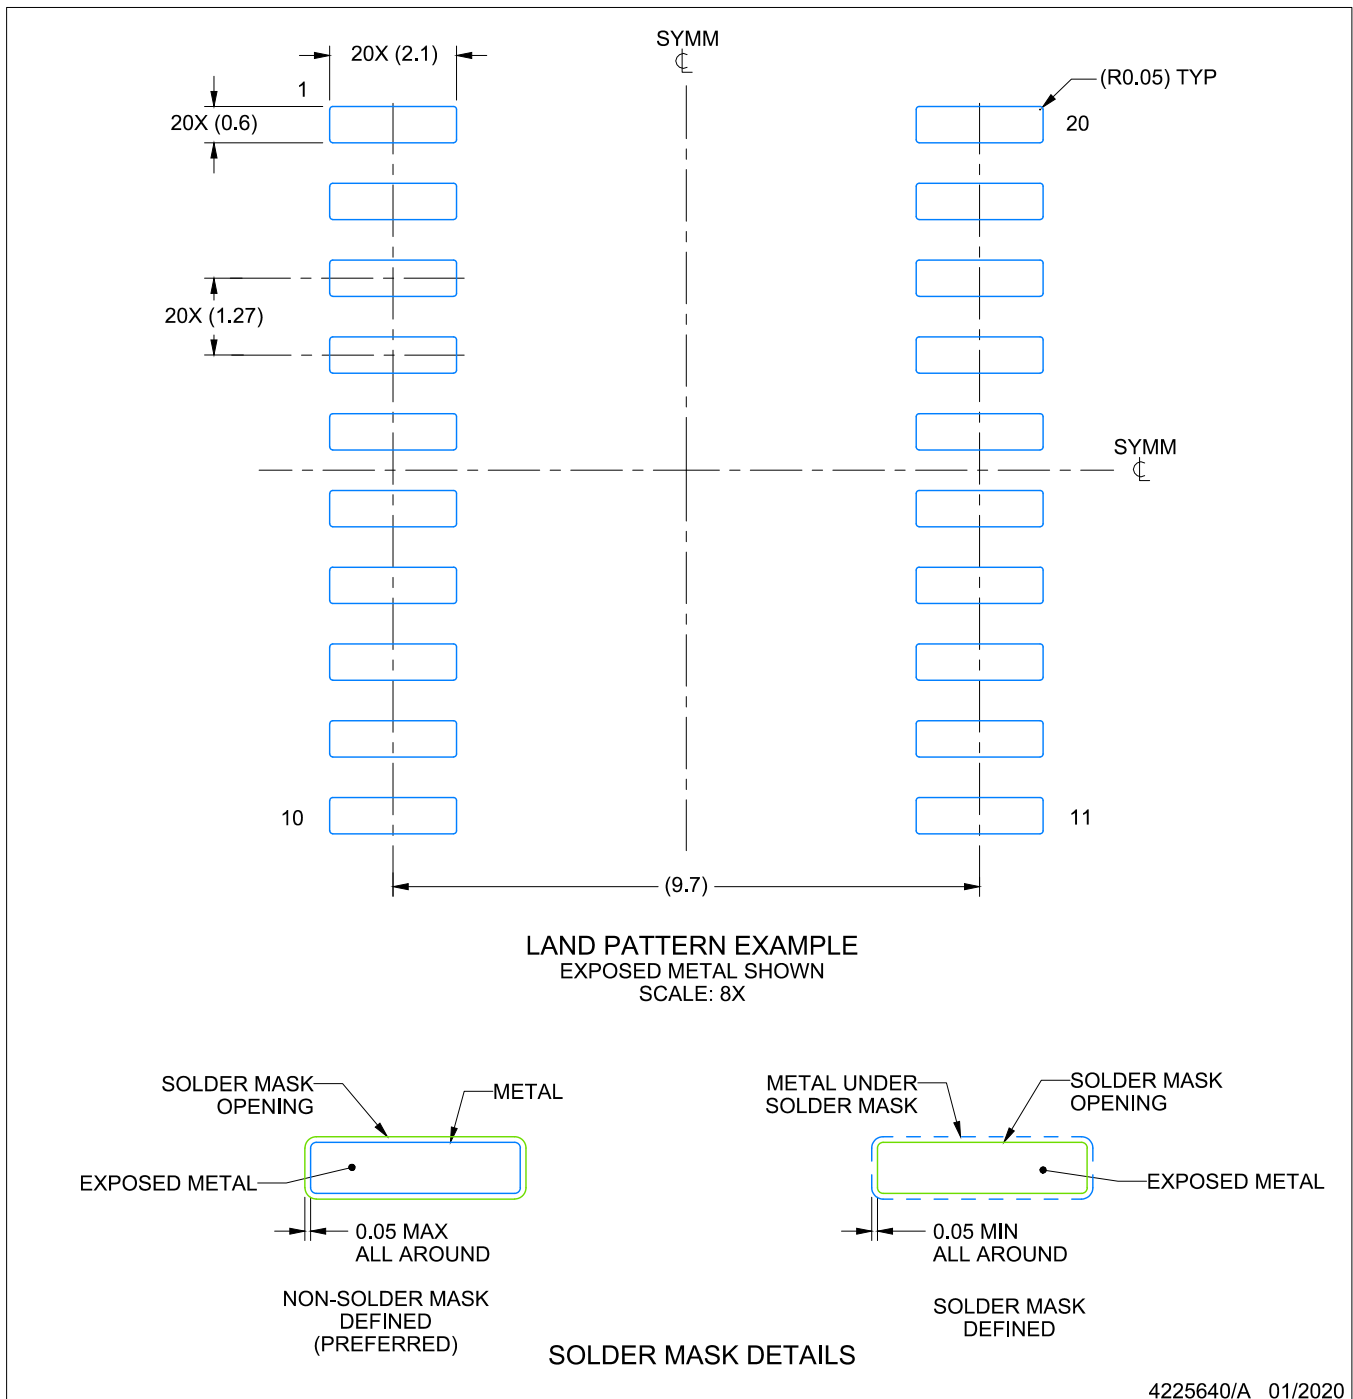 20X (2.1)
SYMM
(R0.05) TYP
1
20X (0.6)
20
20X (1.27)
SYMM
10
11
(9.7)
LAND PATTERN EXAMPLE
EXPOSED METAL SHOWN
SCALE: 8X
SOLDER MASK
OPENING
METAL
EXPOSED METAL
0.05 MAX
ALL AROUND
NON-SOLDER MASK
DEFINED
(PREFERRED)
METAL UNDER
SOLDER MASK
SOLDER MASK
OPENING
EXPOSED METAL
0.05 MIN
ALL AROUND
SOLDER MASK
DEFINED
SOLDER MASK DETAILS
4225640/A 01/2020